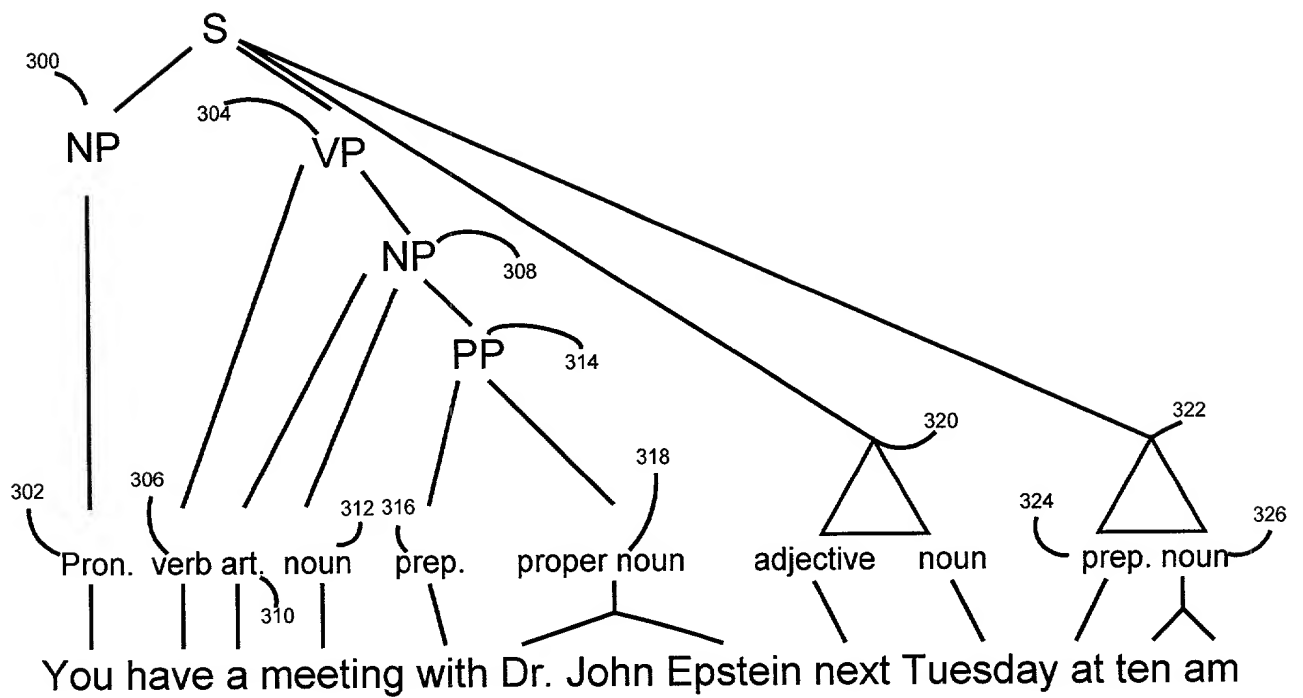 S
300
304
NP
VP
NP
308
PP
314
320
322
318
302
306
312 316
324
326
Pron. verb art. noun prep. proper noun adjective noun prep. noun
310
You have a meeting with Dr. John Epstein next Tuesday at ten am